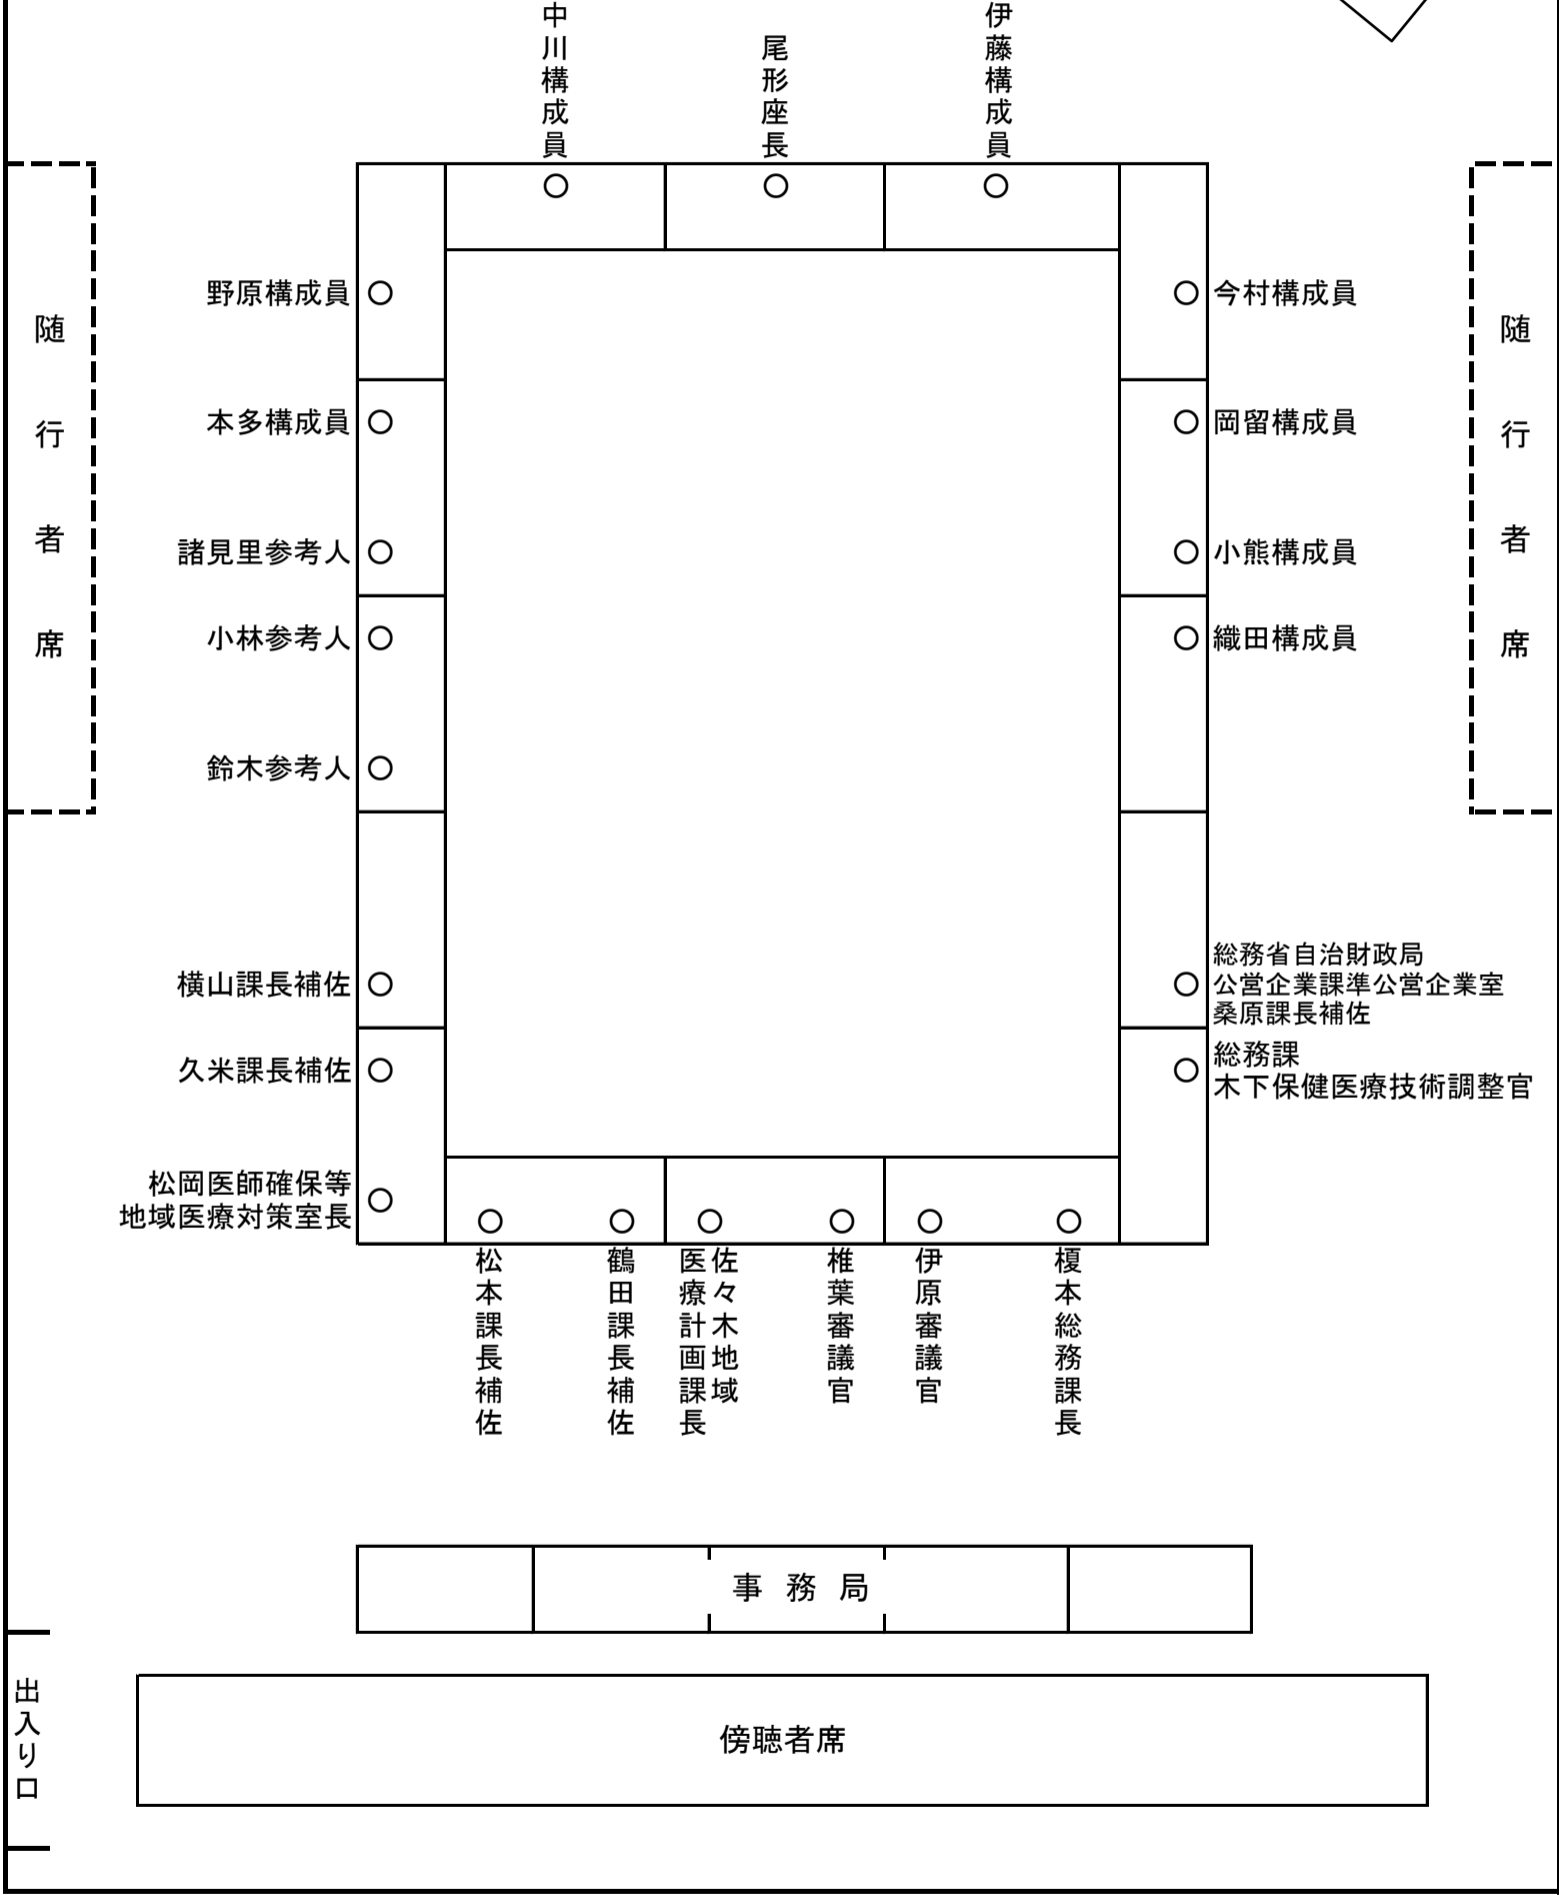 中川構成員
尾形座長
伊藤構成員
随行者席
野原構成員
本多構成員
諸見里参考人
小林参考人
鈴木参考人
横山課長補佐
久米課長補佐
松岡医師確保等
地域医療対策室長
今村構成員
岡留構成員
小熊構成員
織田構成員
総務省自治財政局
公営企業課準公営企業室
桑原課長補佐
総務課
木下保健医療技術調整官
随行者席
松本課長補佐
鶴田課長補佐
佐々木地域
医療計画課長
椎葉審議官
伊原審議官
榎本総務課長
事務局
出入り口
傍聴者席